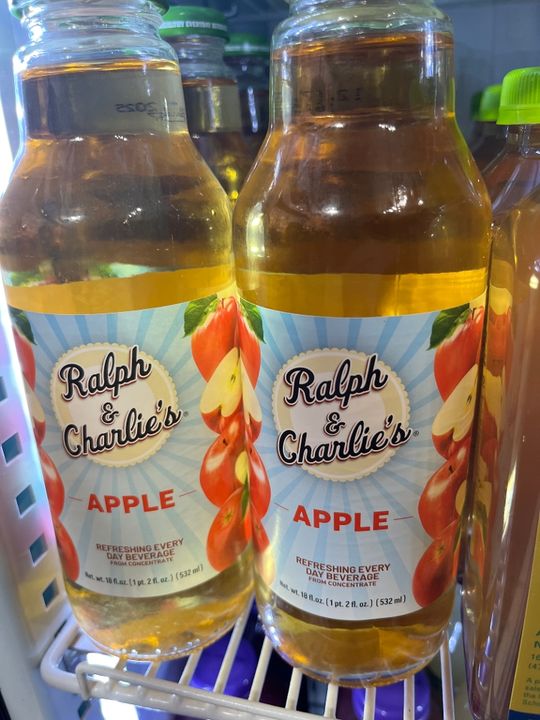 2025
Ralph
&
Charlie's®
APPLE
REFRESHING EVERY
DAY BEVERAGE
FROM CONCENTRATE
Net. wt. 18 fl.oz. (1 pt. 2 fl. oz.) (532 ml)
Ralph
&
Charlie's®
APPLE
REFRESHING EVERY
DAY BEVERAGE
FROM CONCENTRATE
Net. wt. 18 fl.oz. (1 pt. 2 fl. oz.) (532 ml)